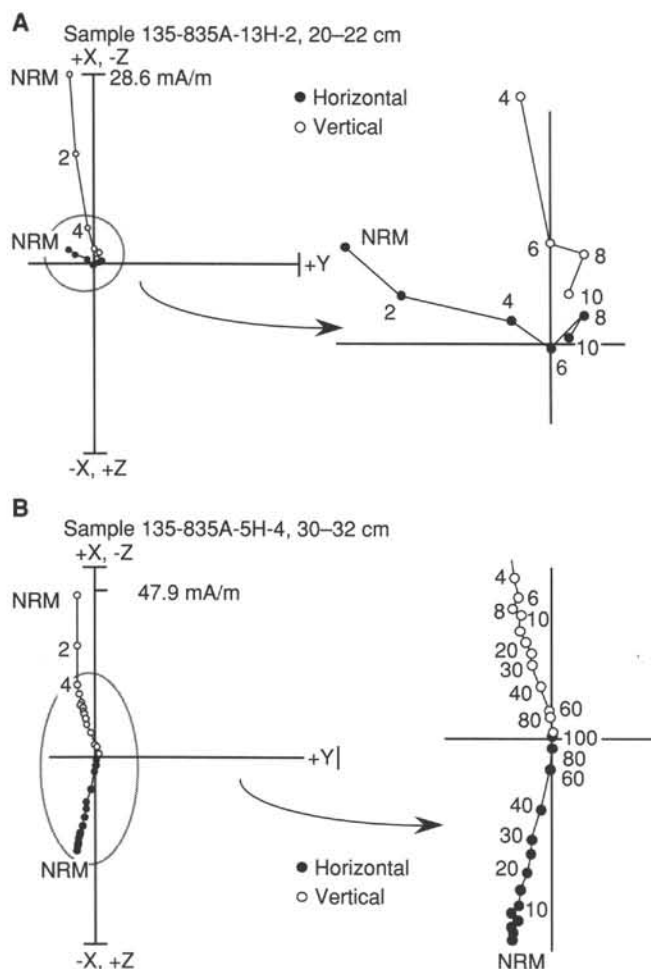 A
Sample 135-835A-13H-2, 20–22 cm
+X, -Z
NRM
28.6 mA/m
Horizontal
Vertical
4
2
4
NRM
NRM
6
8
+Y
2
4
10
8
10
6
-X, +Z
B
Sample 135-835A-5H-4, 30–32 cm
+X, -Z
NRM
47.9 mA/m
2
4
4
6
8
10
20
30
40
60
80
+Y
100
80
60
40
30
20
10
NRM
Horizontal
Vertical
NRM
-X, +Z